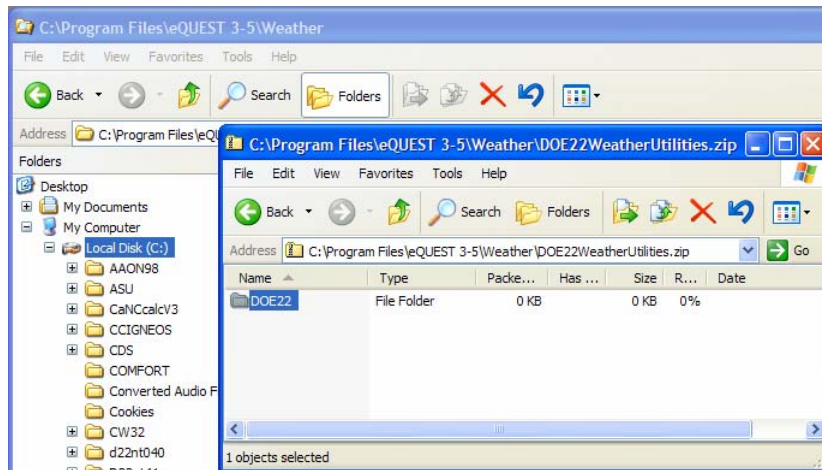 C:\Program Files\eQUEST 3-5\Weather
File Edit View Favorites Tools Help
Back Search Folders
Address C:\Program Files\eQU
Folders
Desktop
My Documents
My Computer
Local Disk (C:)
AAON98
ASU
CaNCcalcV3
CCIGNEOS
CDS
COMFORT
Converted Audio F
Cookies
CW32
d22nt040
C:\Program Files\eQUEST 3-5\Weather\DOE22WeatherUtilities.zip
File Edit View Favorites Tools Help
Back Search Folders
Address C:\Program Files\eQUEST 3-5\Weather\DOE22WeatherUtilities.zip Go
Name Type Packe... Has ... Size R... Date
DOE22 File Folder 0 KB 0 KB 0%
1 objects selected